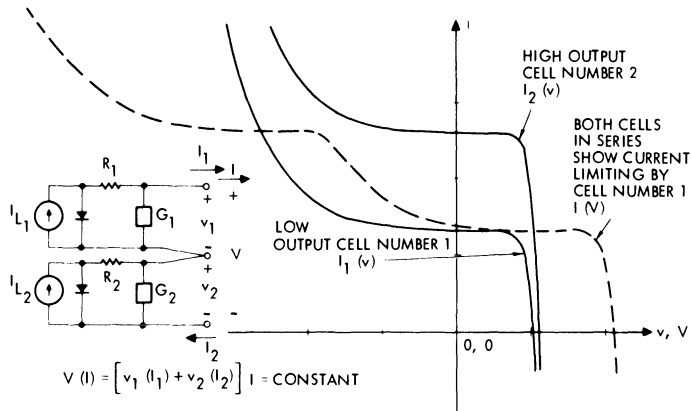 I
HIGH OUTPUT
CELL NUMBER 2
I2 (v)
BOTH CELLS
IN SERIES
SHOW CURRENT
LIMITING BY
CELL NUMBER 1
I (V)
LOW
OUTPUT CELL NUMBER 1
I1 (v)
I1 I
R1
+ +
IL1
G1
v1
-
V
+
IL2
R2
G2
v2
- -
I2
0, 0
v, V
V (I) = [v1 (I1) + v2 (I2)] I = CONSTANT